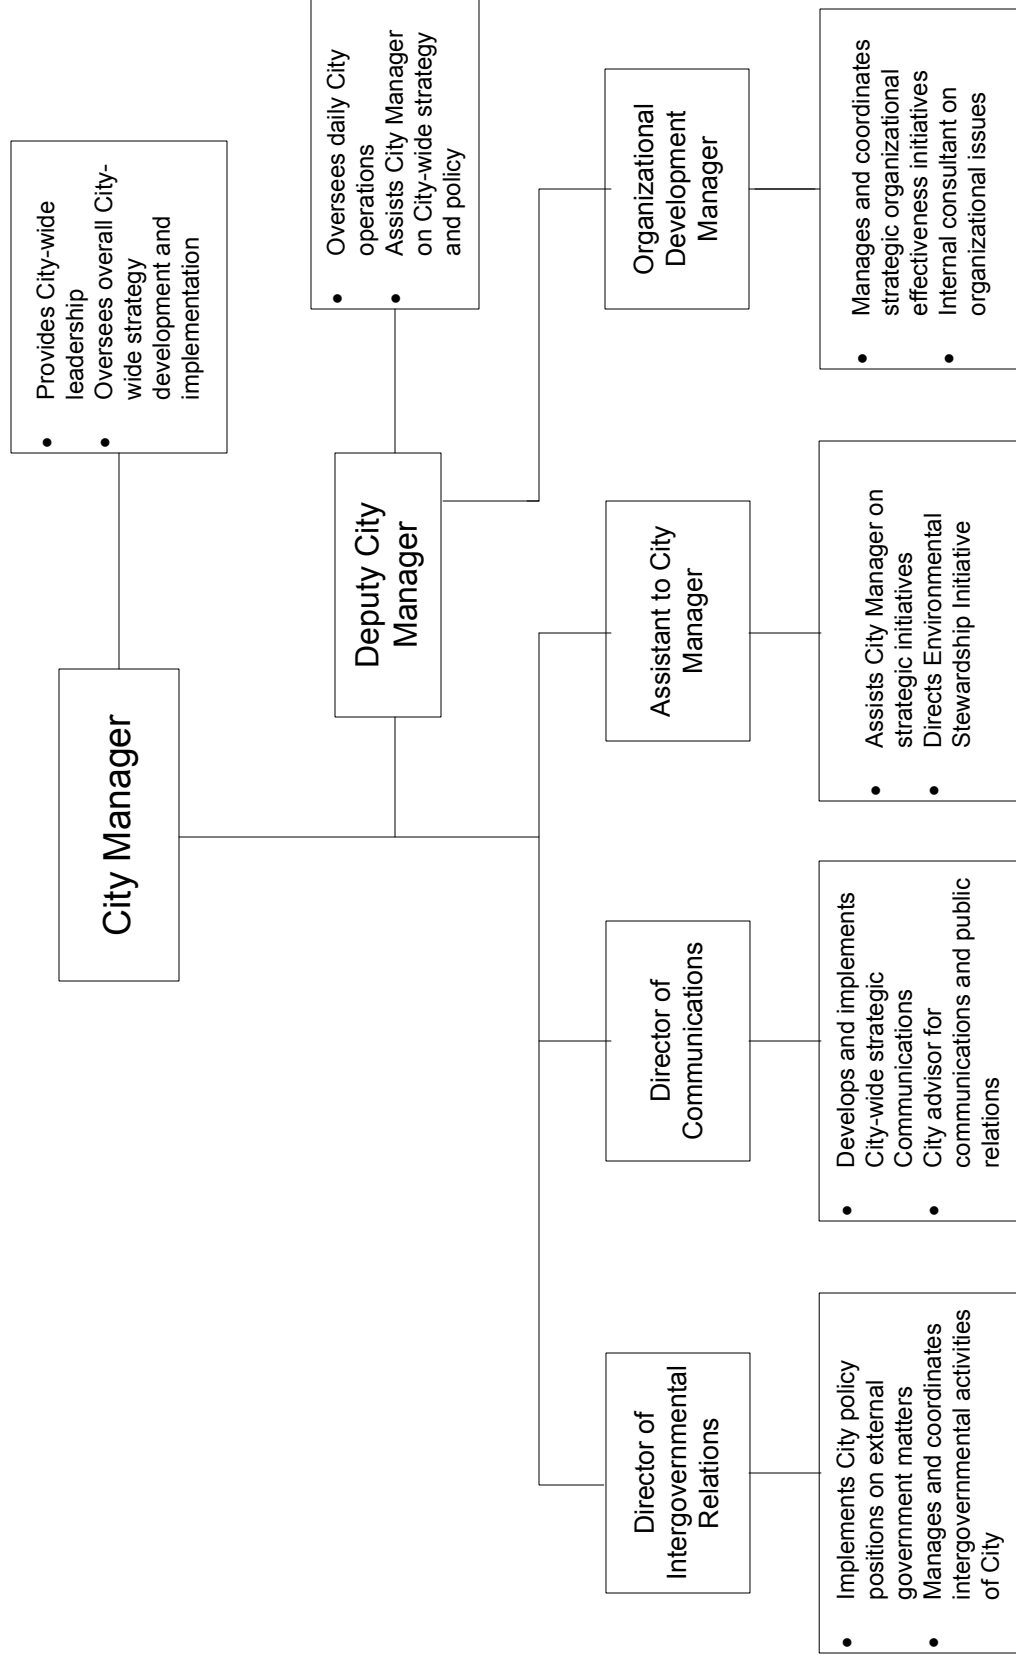 City Manager
• Provides City-wide
leadership
• Oversees overall City-
wide strategy
development and
implementation
Deputy City
Manager
• Oversees daily City
operations
• Assists City Manager
on City-wide strategy
and policy
Director of
Intergovernmental
Relations
Director of
Communications
Assistant to City
Manager
Organizational
Development
Manager
• Implements City policy
positions on external
government matters
• Manages and coordinates
intergovernmental activities
of City
• Develops and implements
City-wide strategic
Communications
• City advisor for
communications and public
relations
• Assists City Manager on
strategic initiatives
• Directs Environmental
Stewardship Initiative
• Manages and coordinates
strategic organizational
effectiveness initiatives
• Internal consultant on
organizational issues